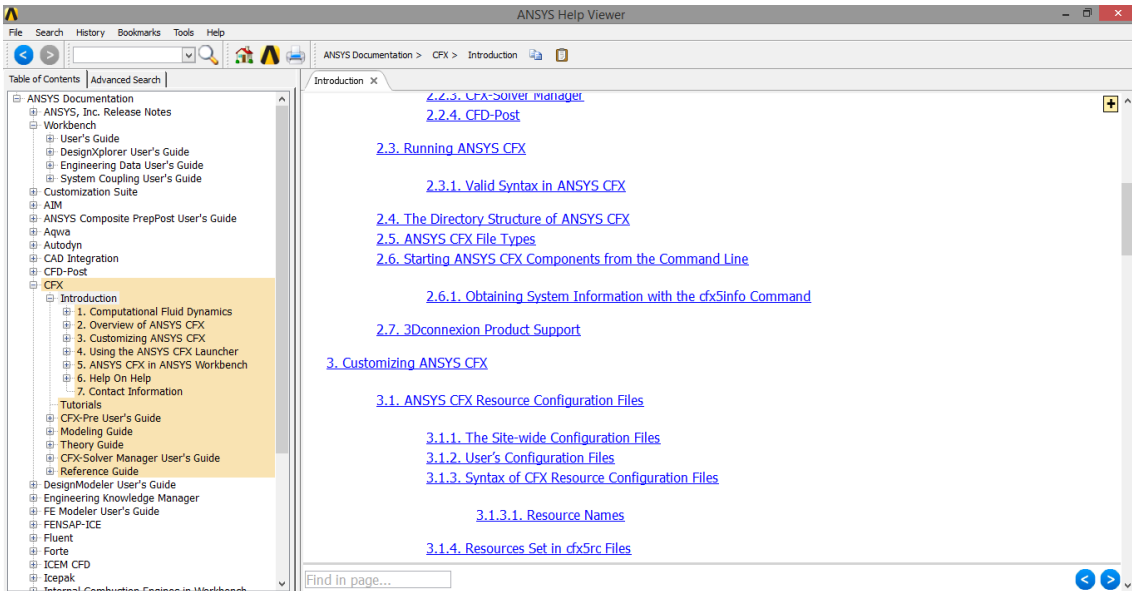 ANSYS Help Viewer
File Search History Bookmarks Tools Help
ANSYS Documentation > CFX > Introduction
Table of Contents Advanced Search
ANSYS Documentation
ANSYS, Inc. Release Notes
Workbench
User's Guide
DesignXplorer User's Guide
Engineering Data User's Guide
System Coupling User's Guide
Customization Suite
AIM
ANSYS Composite PrepPost User's Guide
Aqwa
Autodyn
CAD Integration
CFD-Post
CFX
Introduction
1. Computational Fluid Dynamics
2. Overview of ANSYS CFX
3. Customizing ANSYS CFX
4. Using the ANSYS CFX Launcher
5. ANSYS CFX in ANSYS Workbench
6. Help On Help
7. Contact Information
Tutorials
CFX-Pre User's Guide
Modeling Guide
Theory Guide
CFX-Solver Manager User's Guide
Reference Guide
DesignModeler User's Guide
Engineering Knowledge Manager
FE Modeler User's Guide
FENSAP-ICE
Fluent
Forte
ICEM CFD
Icepak
Internal Combustion Engines in Workbench
Introduction
2.2.3. CFX-Solver Manager
2.2.4. CFD-Post
2.3. Running ANSYS CFX
2.3.1. Valid Syntax in ANSYS CFX
2.4. The Directory Structure of ANSYS CFX
2.5. ANSYS CFX File Types
2.6. Starting ANSYS CFX Components from the Command Line
2.6.1. Obtaining System Information with the cfx5info Command
2.7. 3Dconnexion Product Support
3. Customizing ANSYS CFX
3.1. ANSYS CFX Resource Configuration Files
3.1.1. The Site-wide Configuration Files
3.1.2. User's Configuration Files
3.1.3. Syntax of CFX Resource Configuration Files
3.1.3.1. Resource Names
3.1.4. Resources Set in cfx5rc Files
Find in page...